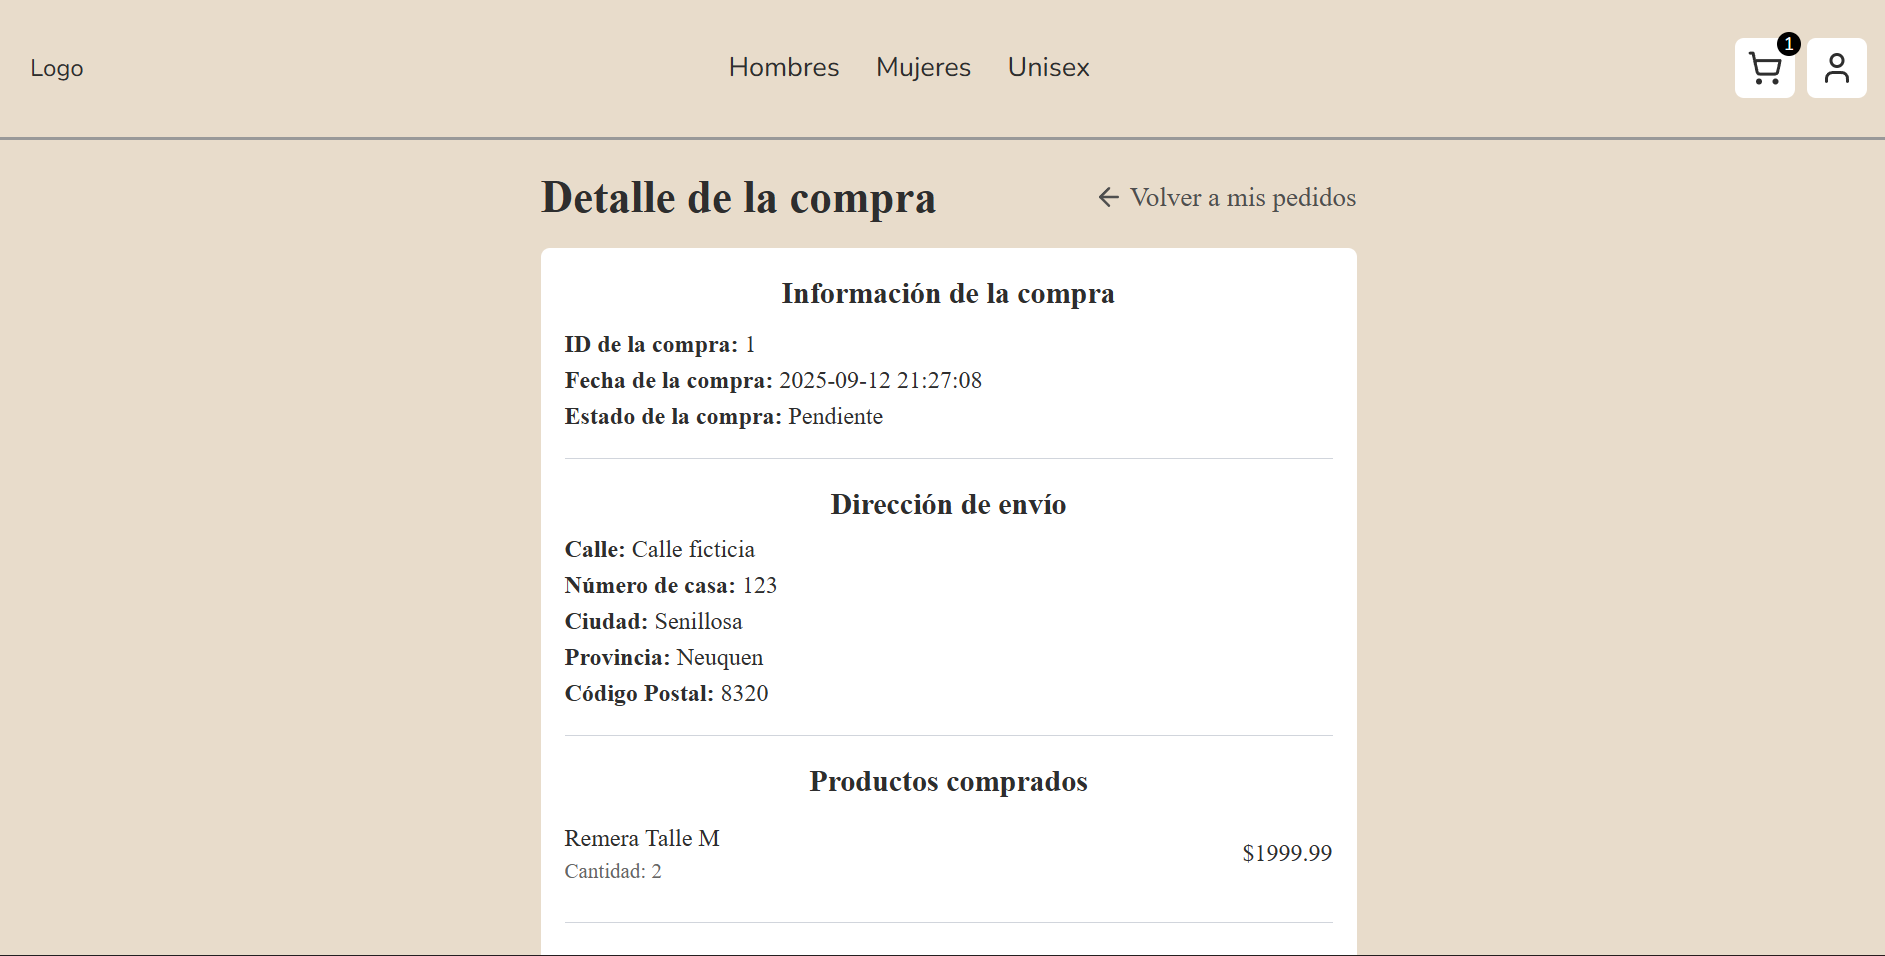 Logo
Hombres Mujeres Unisex
1
Detalle de la compra
Volver a mis pedidos
Información de la compra
ID de la compra: 1
Fecha de la compra: 2025-09-12 21:27:08
Estado de la compra: Pendiente
Dirección de envío
Calle: Calle ficticia
Número de casa: 123
Ciudad: Senillosa
Provincia: Neuquen
Código Postal: 8320
Productos comprados
Remera Talle M
Cantidad: 2
$1999.99